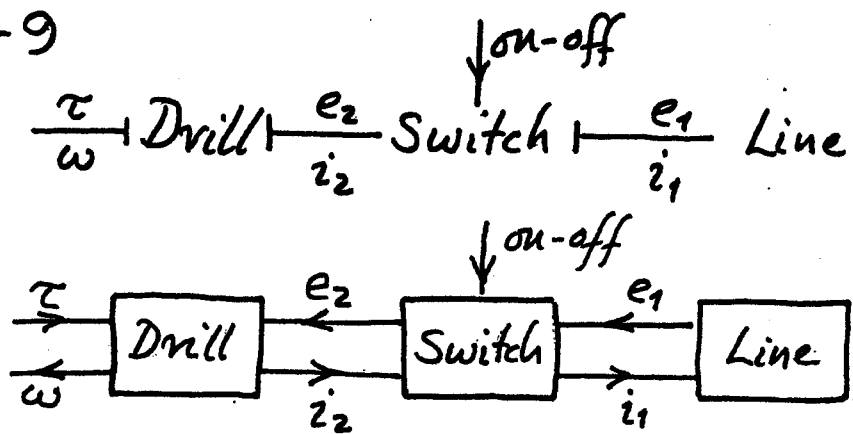 -9
on-off
τ Drill e₂ Switch e₁ Line
ω i₂ i₁
on-off
τ Drill e₂ Switch e₁ Line
ω i₂ i₁